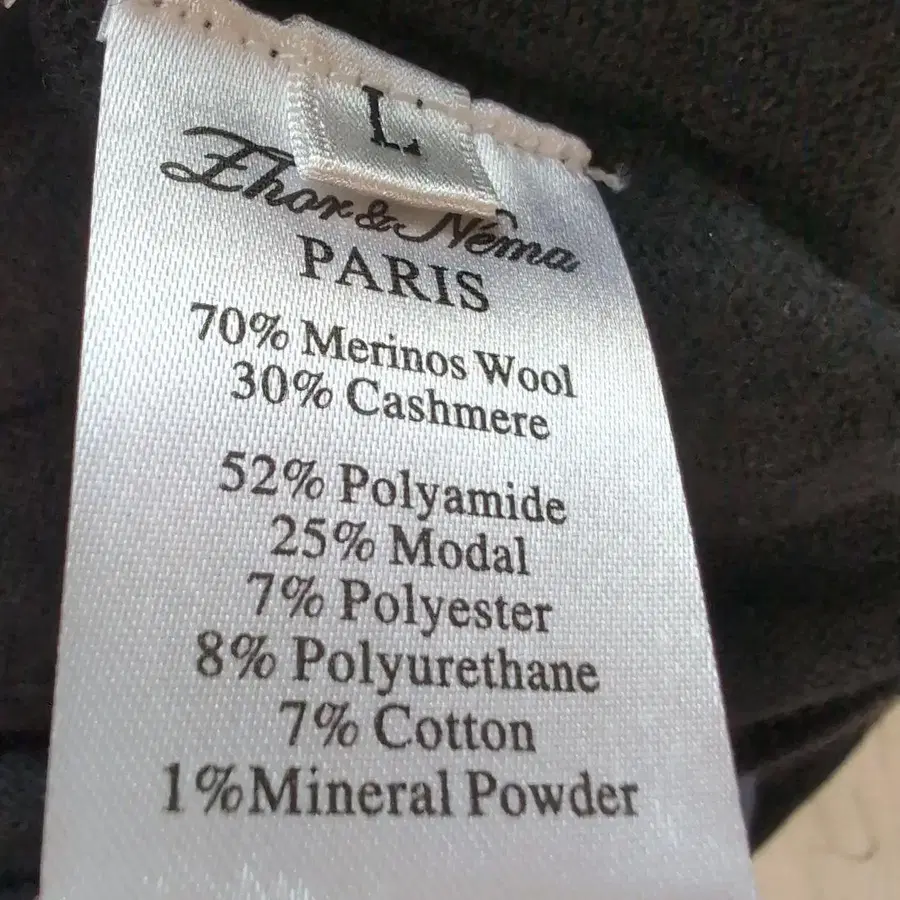 L
Ehor & Nema
PARIS
70% Merinos Wool
30% Cashmere
52% Polyamide
25% Modal
7% Polyester
8% Polyurethane
7% Cotton
1%Mineral Powder